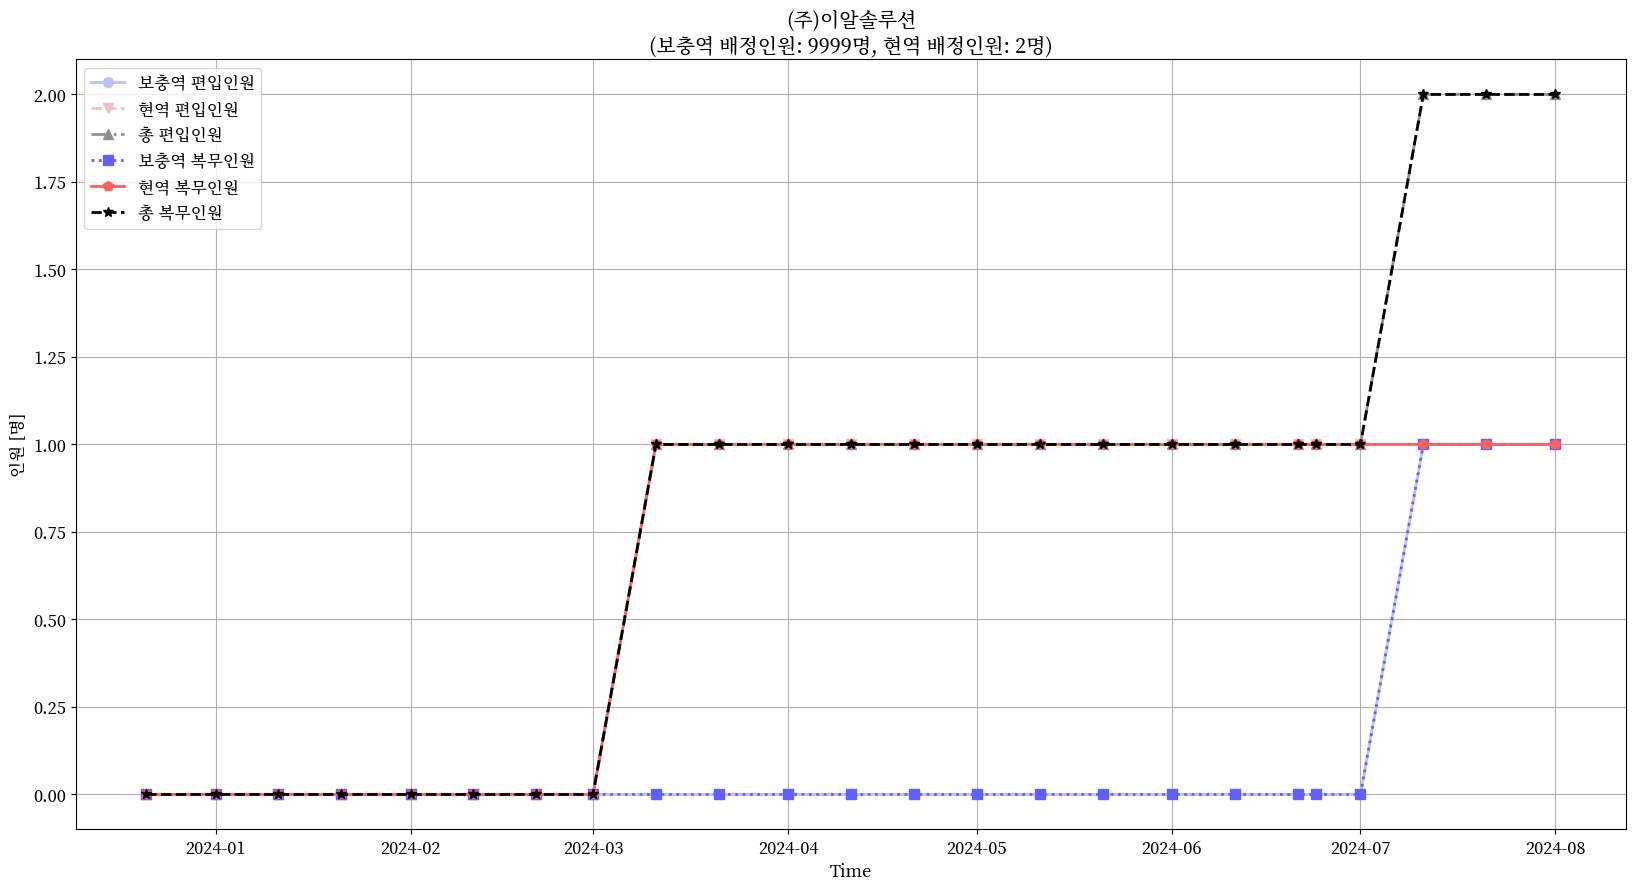 (주)이알솔루션
(보충역 배정인원: 9999명, 현역 배정인원: 2명)
보충역 편입인원
현역 편입인원
총 편입인원
보충역 복무인원
현역 복무인원
총 복무인원
인원 [명]
2.00
1.75
1.50
1.25
1.00
0.75
0.50
0.25
0.00
2024-01
2024-02
2024-03
2024-04
2024-05
2024-06
2024-07
2024-08
Time